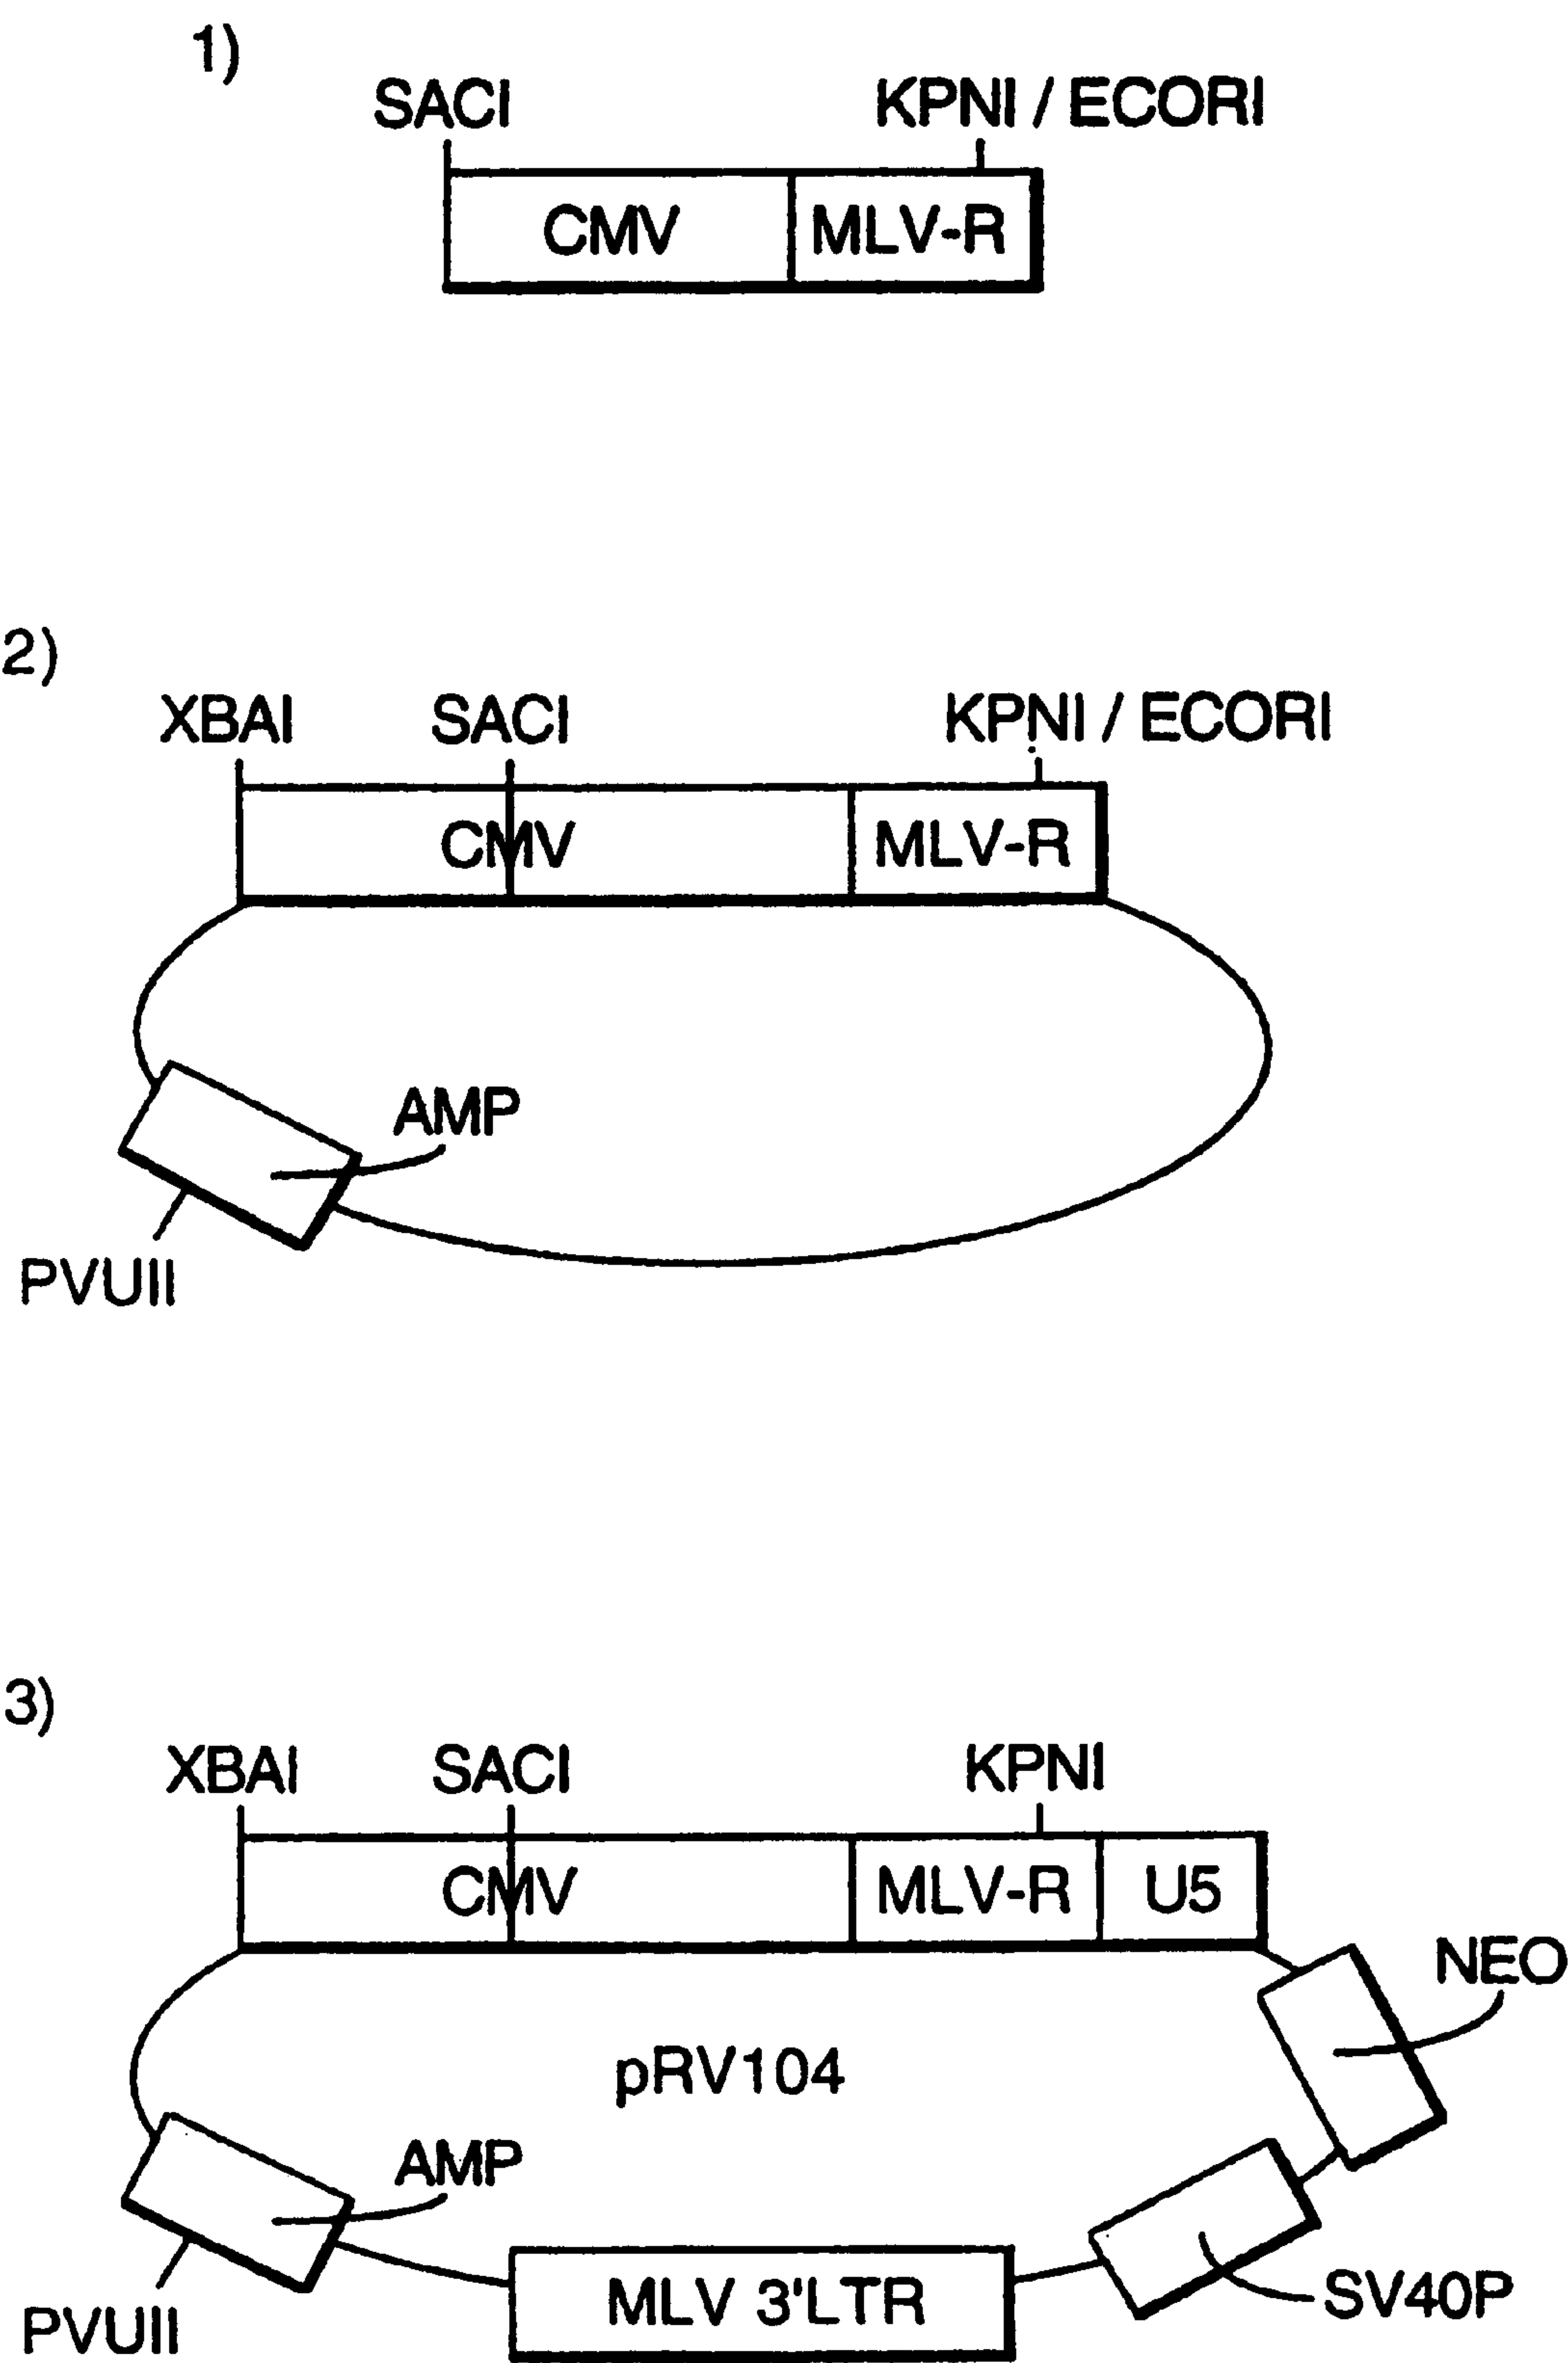 1)
SACI KPNI / ECORI
CMV MLV-R
2)
XBAI SACI KPNI / ECORI
CMV MLV-R
AMP
PVUII
3)
XBAI SACI KPNI
CMV MLV-R U5
NEO
pRV104
AMP
MLV 3'LTR SV40P
PVUII